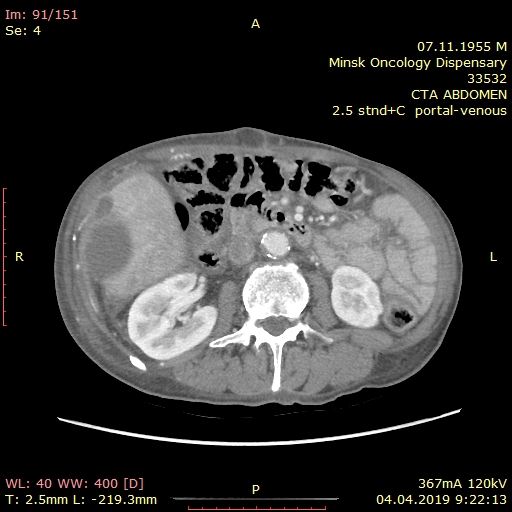 Im: 91/151
Se: 4
A
07.11.1955 M
Minsk Oncology Dispensary
33532
CTA ABDOMEN
2.5 stnd+C portal-venous
R
L
WL: 40 WW: 400 [D]
T: 2.5mm L: -219.3mm
P
367mA 120kV
04.04.2019 9:22:13